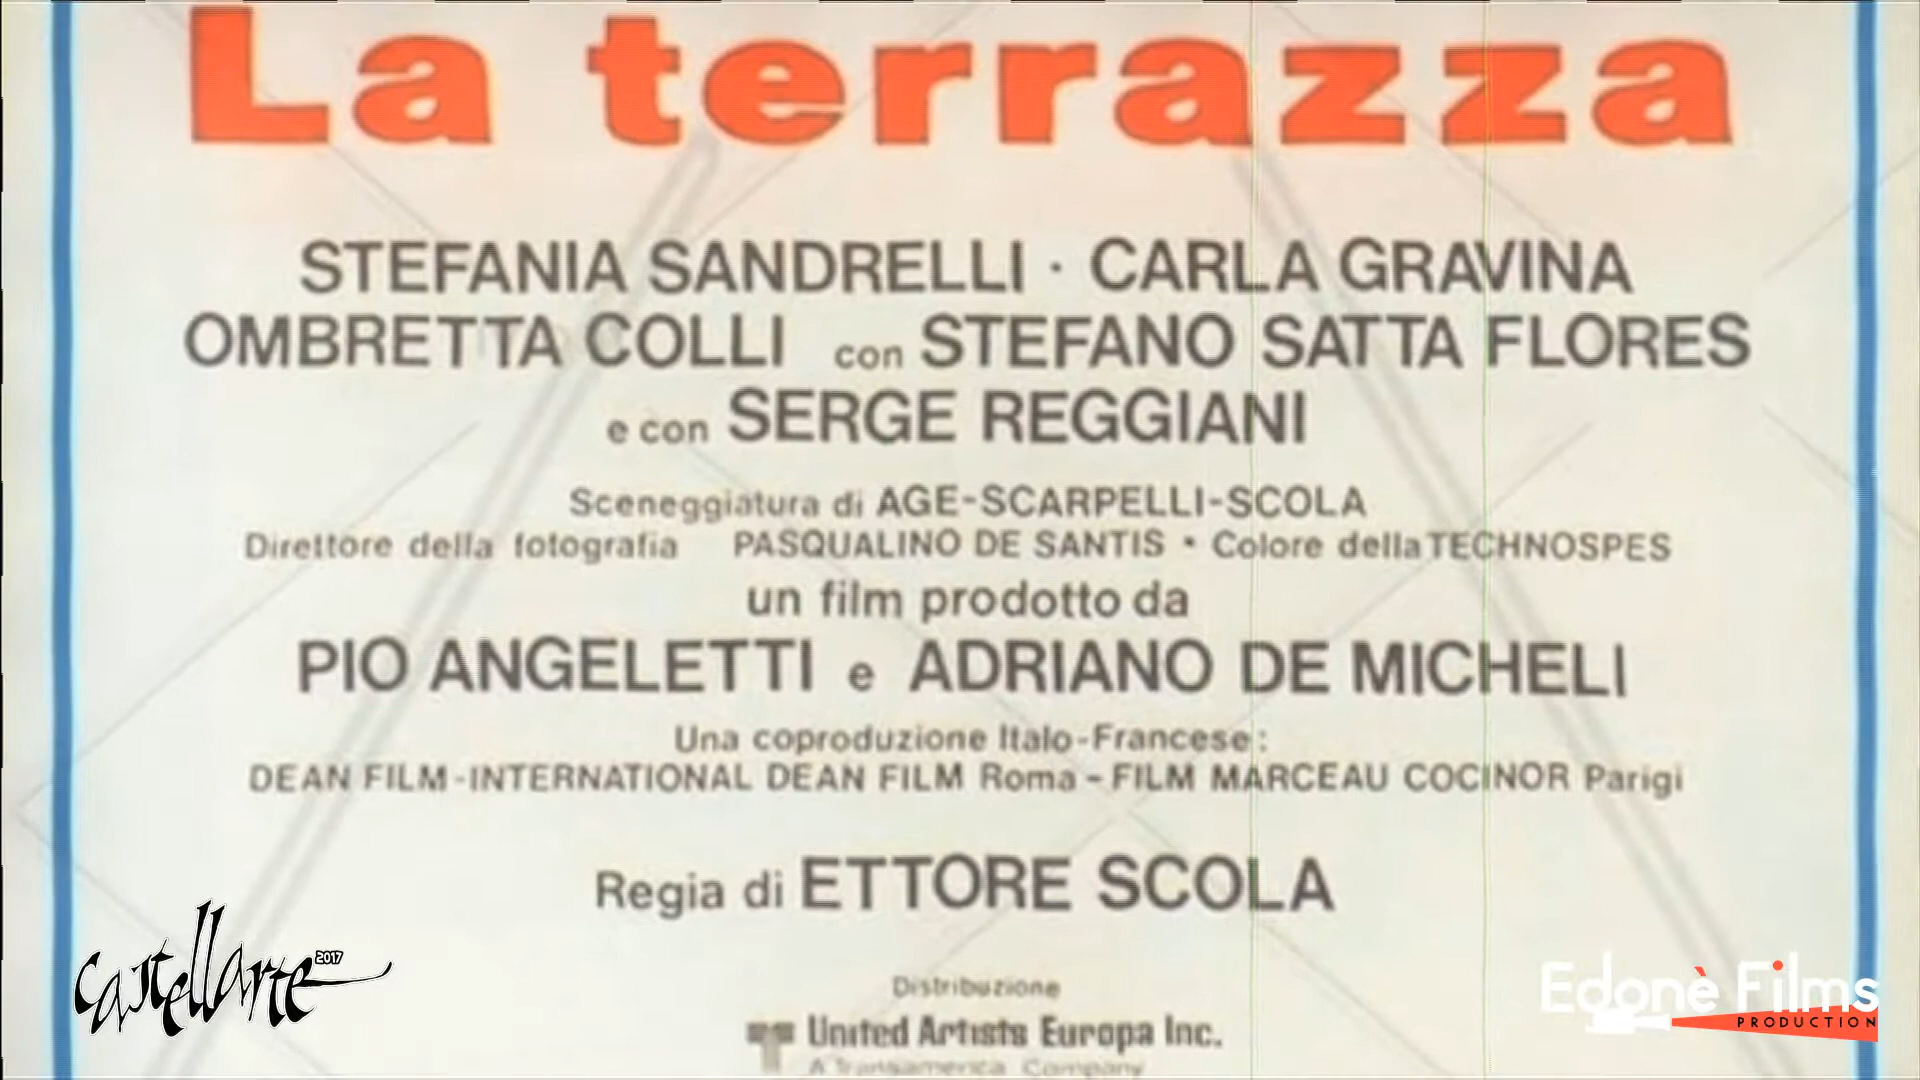 La terrazza
STEFANIA SANDRELLI · CARLA GRAVINA
OMBRETTA COLLI con STEFANO SATTA FLORES
e con SERGE REGGIANI
Sceneggiatura di AGE-SCARPELLI-SCOLA
Direttore della fotografia PASQUALINO DE SANTIS • Colore della TECHNOSPES
un film prodotto da
PIO ANGELETTI e ADRIANO DE MICHELI
Una coproduzione Italo-Francese:
DEAN FILM-INTERNATIONAL DEAN FILM Roma - FILM MARCEAU COCINOR Parigi
Regia di ETTORE SCOLA
Distribuzione
United Artists Europa Inc.
A Transamerica Company
castellarte 2017
Edonè Films
PRODUCTION